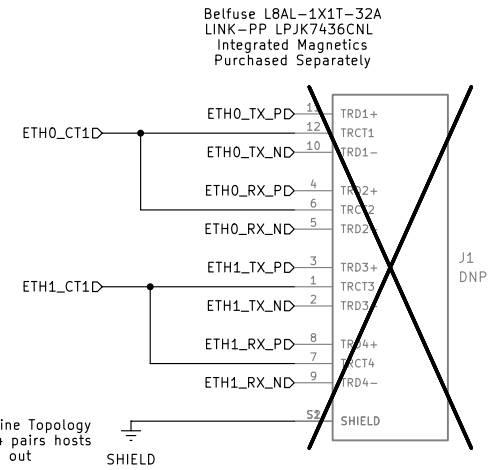 Belfuse L8AL-1X1T-32A
LINK-PP LPJK7436CNL
Integrated Magnetics
Purchased Separately
ETH0_TX_P 11 TRD1+
ETH0_CT1 12 TRCT1
ETH0_TX_N 10 TRD1-
ETH0_RX_P 4 TRD2+
6 TRCT2
ETH0_RX_N 5 TRD2-
ETH1_TX_P 3 TRD3+
J1
ETH1_CT1 1 TRCT3
DNP
ETH1_TX_N 2 TRD3-
ETH1_RX_P 8 TRD4+
7 TRCT4
ETH1_RX_N 9 TRD4-
SHIELD
ine Topology
pairs hosts
out
SHIELD